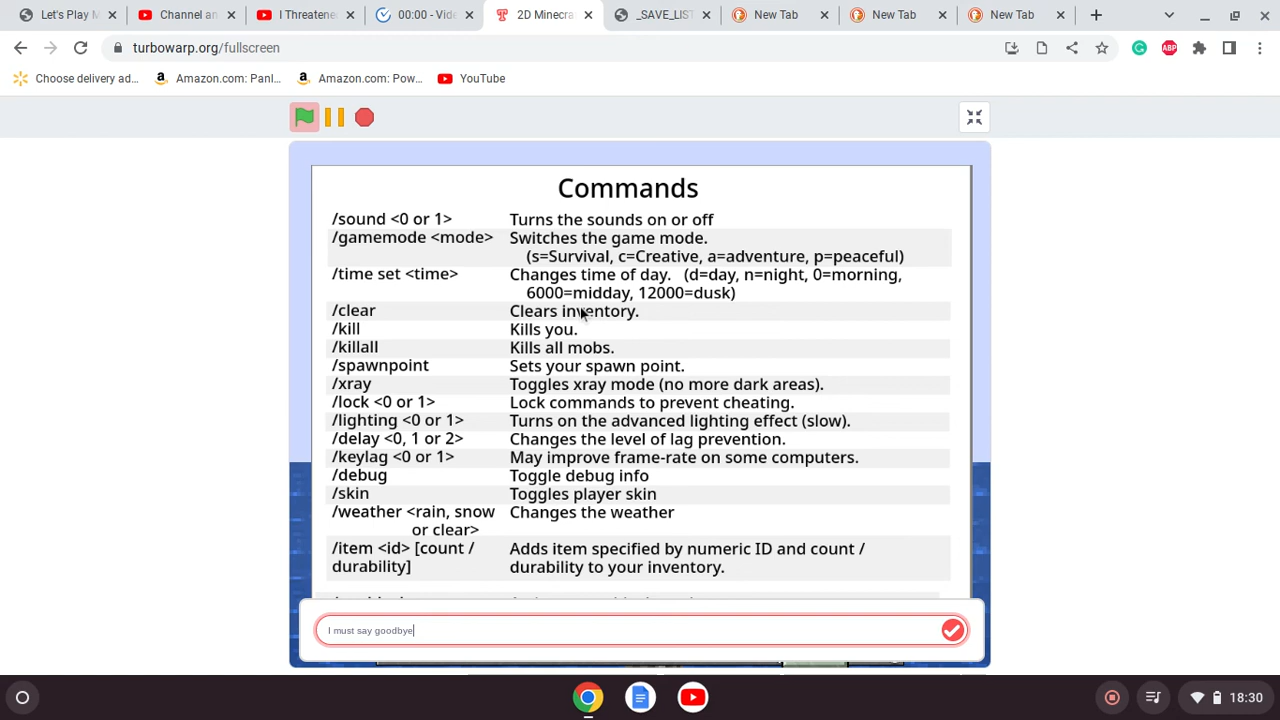 Let's Play M
Channel an
I Threatene
00:00 - Vide
2D Minecra
_SAVE_LIST
New Tab
New Tab
New Tab
turbowarp.org/fullscreen
ABP
Choose delivery ad...
Amazon.com: Panl...
Amazon.com: Pow...
YouTube
Commands
/sound <0 or 1> Turns the sounds on or off
/gamemode <mode> Switches the game mode.
(s=Survival, c=Creative, a=adventure, p=peaceful)
/time set <time> Changes time of day. (d=day, n=night, 0=morning,
6000=midday, 12000=dusk)
/clear Clears inventory.
/kill Kills you.
/killall Kills all mobs.
/spawnpoint Sets your spawn point.
/xray Toggles xray mode (no more dark areas).
/lock <0 or 1> Lock commands to prevent cheating.
/lighting <0 or 1> Turns on the advanced lighting effect (slow).
/delay <0, 1 or 2> Changes the level of lag prevention.
/keylag <0 or 1> May improve frame-rate on some computers.
/debug Toggle debug info
/skin Toggles player skin
/weather <rain, snow Changes the weather
or clear>
/item <id> [count / Adds item specified by numeric ID and count /
durability] durability to your inventory.
I must say goodbye
18:30